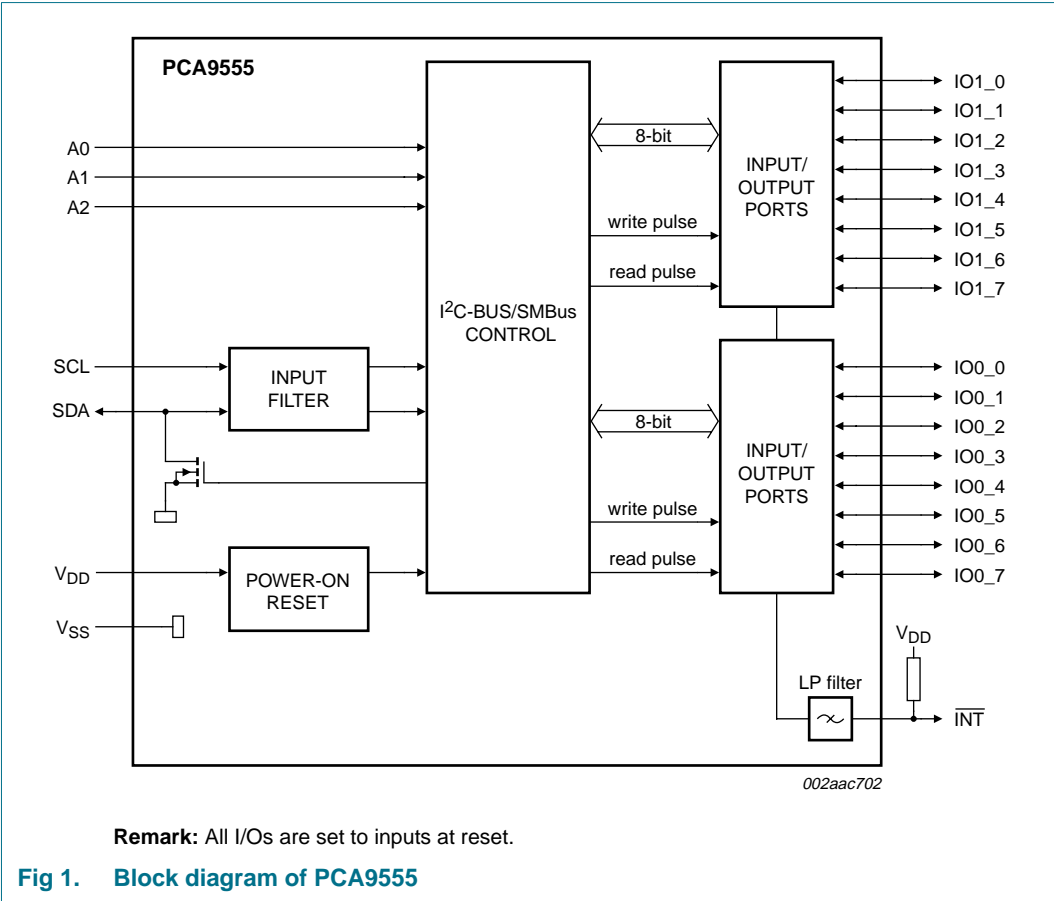 PCA9555
A0
A1
A2
SCL
SDA
VDD
VSS
INPUT
FILTER
POWER-ON
RESET
I2C-BUS/SMBus
CONTROL
8-bit
write pulse
read pulse
8-bit
write pulse
read pulse
INPUT/
OUTPUT
PORTS
INPUT/
OUTPUT
PORTS
IO1_0
IO1_1
IO1_2
IO1_3
IO1_4
IO1_5
IO1_6
IO1_7
IO0_0
IO0_1
IO0_2
IO0_3
IO0_4
IO0_5
IO0_6
IO0_7
VDD
LP filter
INT
002aac702
Remark: All I/Os are set to inputs at reset.
Fig 1. Block diagram of PCA9555